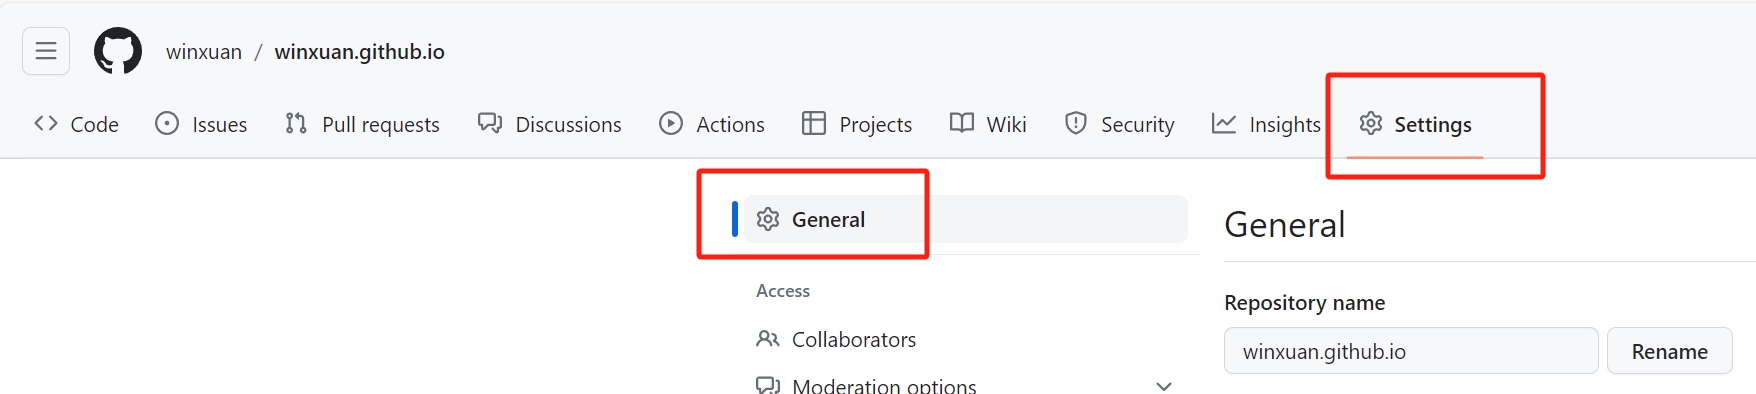 winxuan / winxuan.github.io
Code Issues Pull requests Discussions Actions Projects Wiki Security Insights Settings
General
Access
Collaborators
Moderation options
General
Repository name
winxuan.github.io Rename